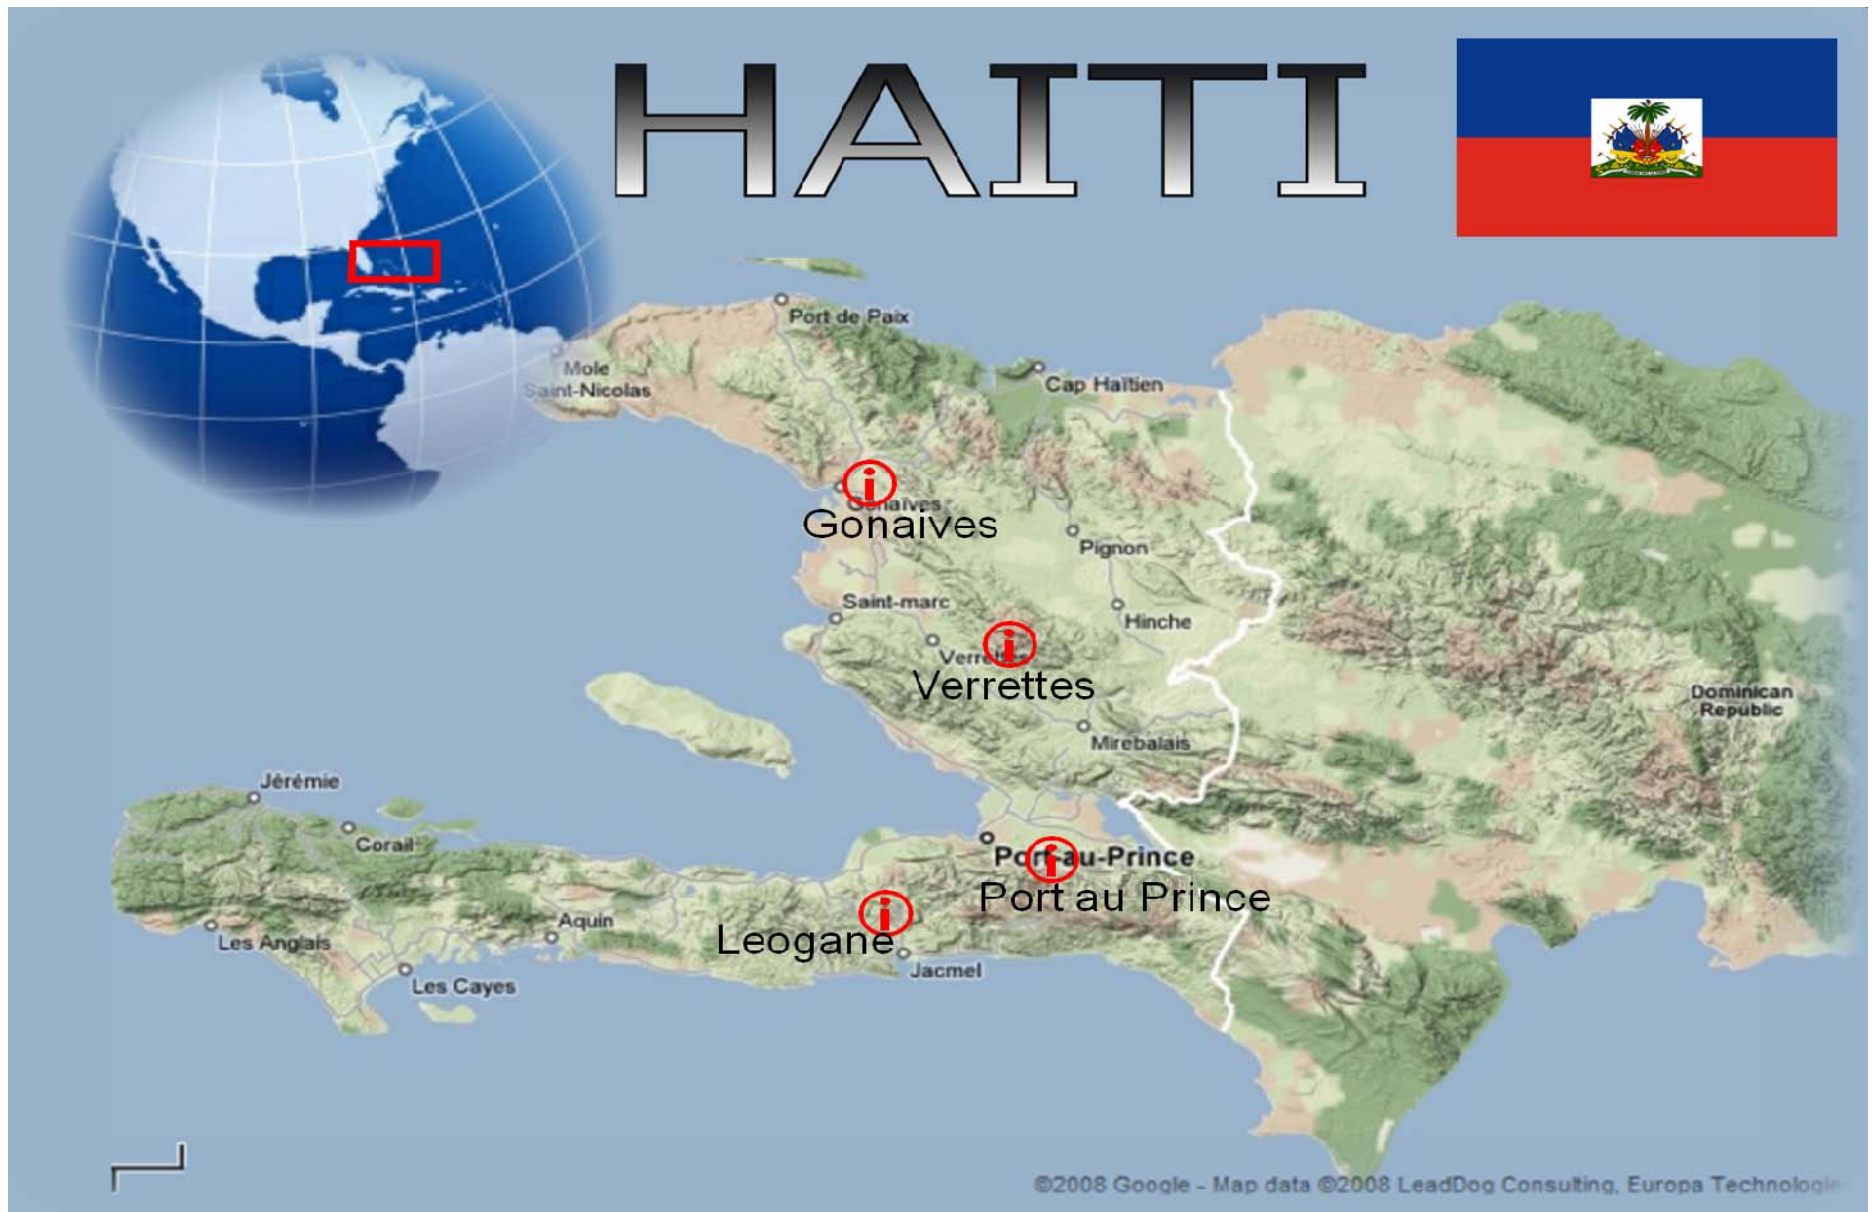 HAITI
Port de Paix
Mole
Saint-Nicolas
Cap Haïtien
i
Gonaïves
Gonaives
Pignon
Saint-marc
Hinche
i
Verrettes
Verrettes
Dominican
Republic
Mirebalais
Jérémie
Corail
Port-au-Prince
i
Port au Prince
i
Leogane
Aquin
Les Anglais
Jacmel
Les Cayes
©2008 Google - Map data ©2008 LeadDog Consulting, Europa Technologie